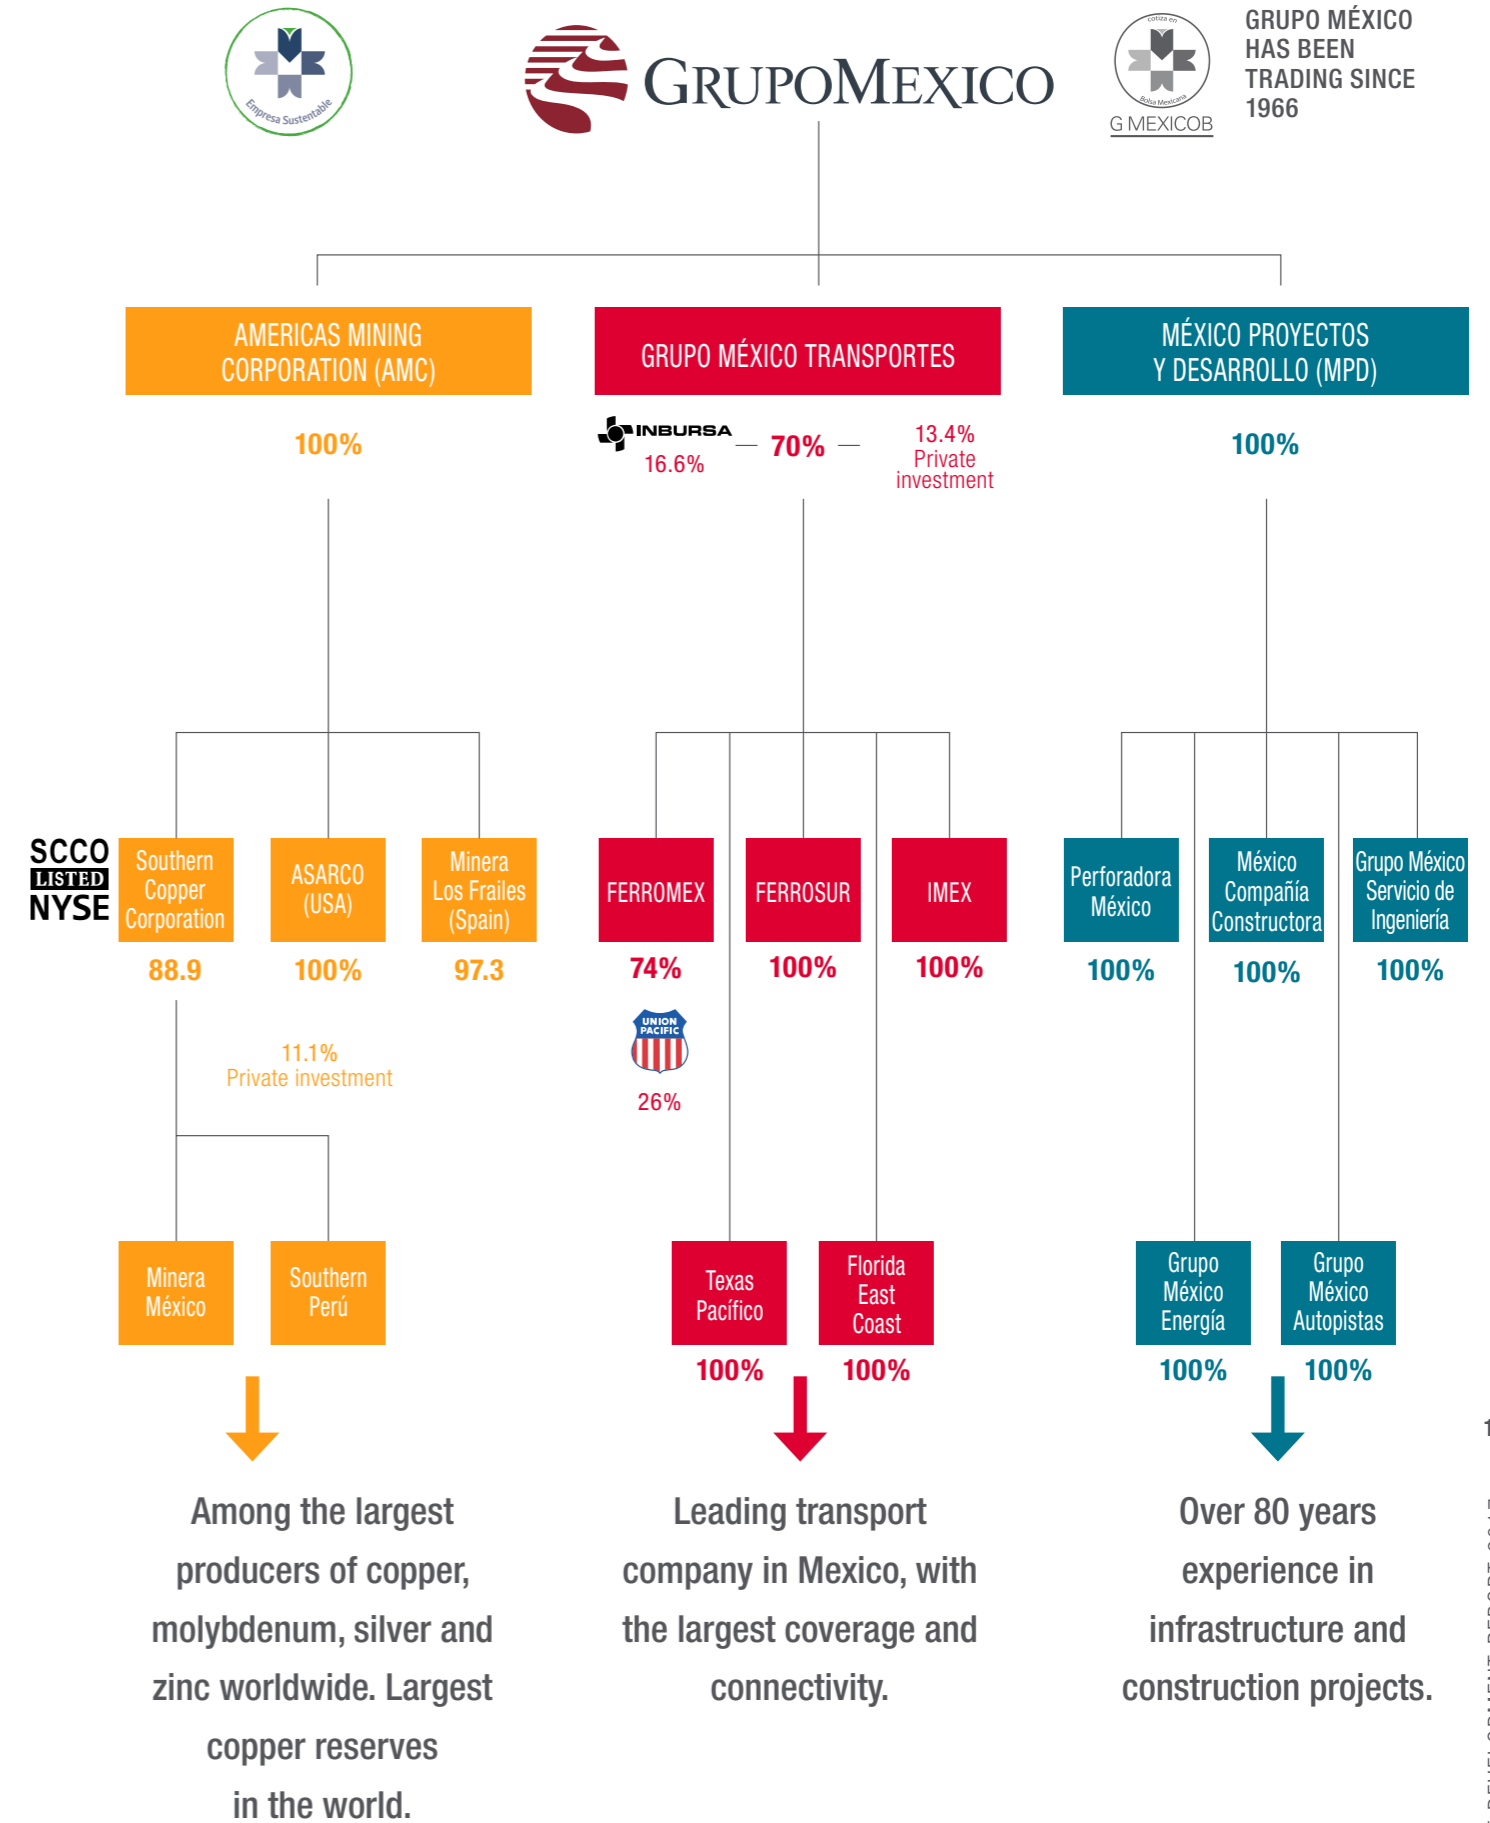 Empresa Sustentable
GRUPOMEXICO
cotiza en
Bolsa Mexicana
G MEXICOB
GRUPO MÉXICO
HAS BEEN
TRADING SINCE
1966
AMERICAS MINING
CORPORATION (AMC)
100%
GRUPO MÉXICO TRANSPORTES
INBURSA
16.6%
70%
13.4%
Private
investment
MÉXICO PROYECTOS
Y DESARROLLO (MPD)
100%
SCCO
LISTED
NYSE
Southern
Copper
Corporation
88.9
ASARCO
(USA)
100%
Minera
Los Frailes
(Spain)
97.3
11.1%
Private investment
FERROMEX
74%
UNION
PACIFIC
26%
FERROSUR
100%
IMEX
100%
Perforadora
México
100%
México
Compañía
Constructora
100%
Grupo México
Servicio de
Ingeniería
100%
Minera
México
Southern
Perú
Texas
Pacífico
100%
Florida
East
Coast
100%
Grupo
México
Energía
100%
Grupo
México
Autopistas
100%
Among the largest
producers of copper,
molybdenum, silver and
zinc worldwide. Largest
copper reserves
in the world.
Leading transport
company in Mexico, with
the largest coverage and
connectivity.
Over 80 years
experience in
infrastructure and
construction projects.